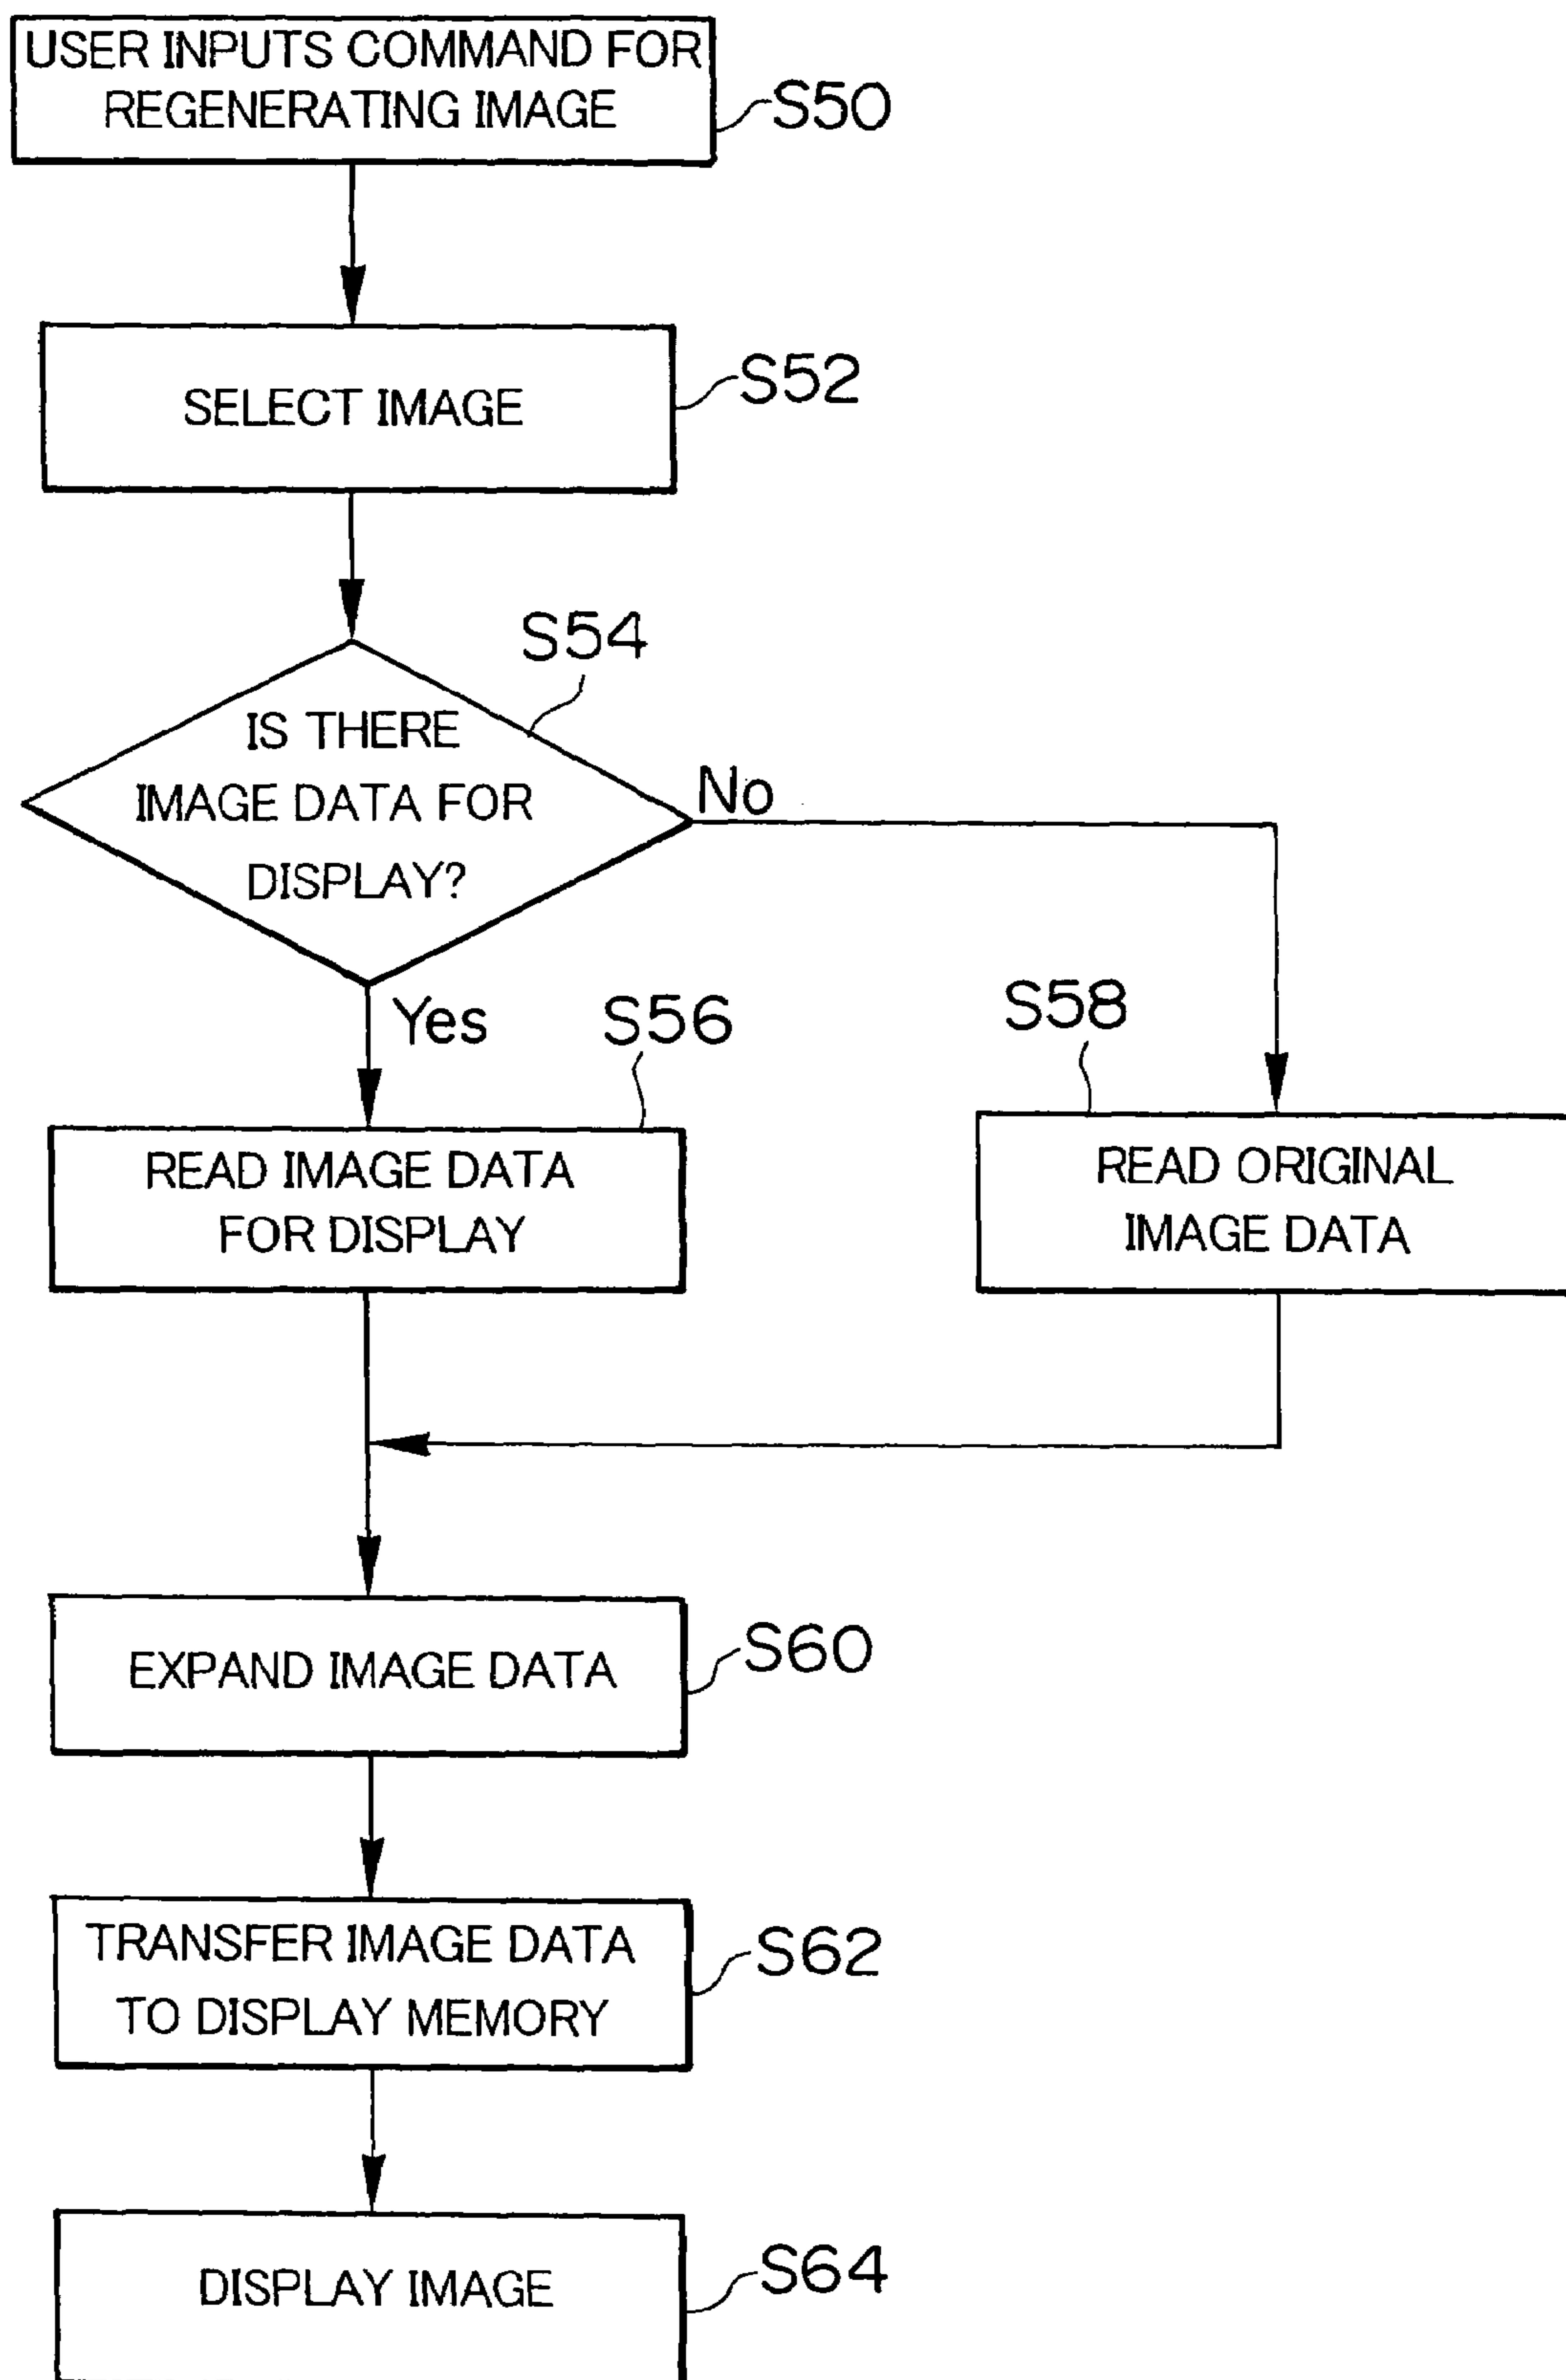 USER INPUTS COMMAND FOR
REGENERATING IMAGE
S50
SELECT IMAGE
S52
S54
IS THERE
IMAGE DATA FOR
DISPLAY?
No
Yes
S56
S58
READ IMAGE DATA
FOR DISPLAY
READ ORIGINAL
IMAGE DATA
EXPAND IMAGE DATA
S60
TRANSFER IMAGE DATA
TO DISPLAY MEMORY
S62
DISPLAY IMAGE
S64